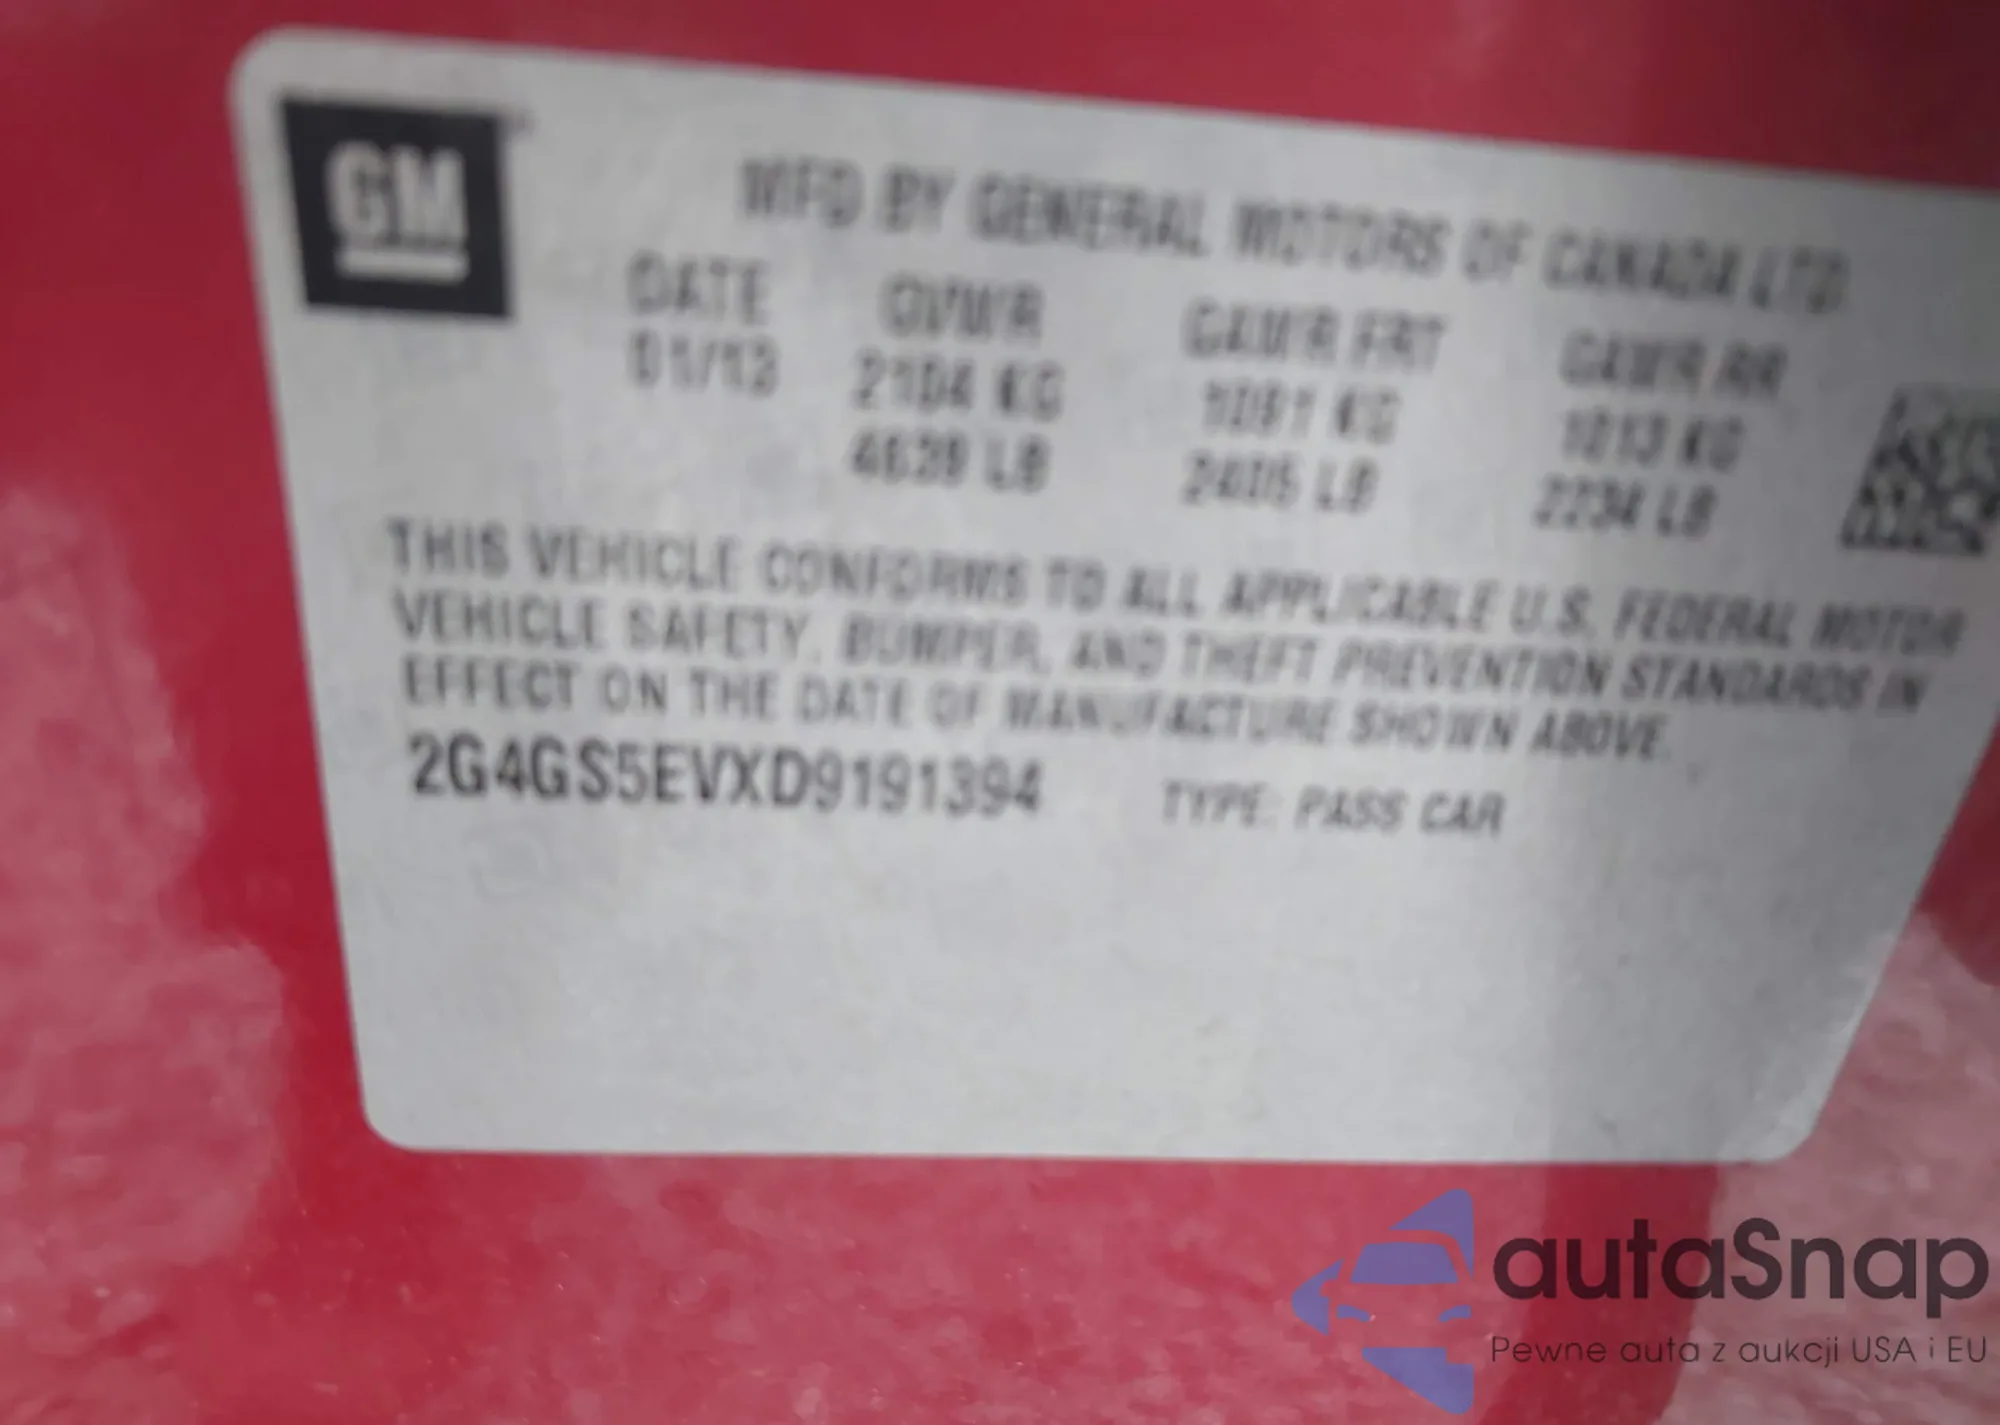 GM
MFD BY GENERAL MOTORS OF CANADA LTD
DATE GVWR GAWR FRT GAWR RR
01/13 2104 KG 1091 KG 1013 KG
4639 LB 2405 LB 2234 LB
THIS VEHICLE CONFORMS TO ALL APPLICABLE U.S. FEDERAL MOTOR
VEHICLE SAFETY, BUMPER, AND THEFT PREVENTION STANDARDS IN
EFFECT ON THE DATE OF MANUFACTURE SHOWN ABOVE.
2G4GS5EVXD9191394 TYPE: PASS CAR
autaSnap
Pewne auta z aukcji USA i EU